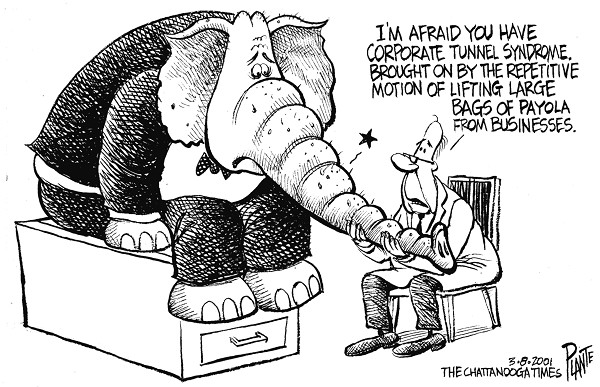 I'M AFRAID YOU HAVE
CORPORATE TUNNEL SYNDROME.
BROUGHT ON BY THE REPETITIVE
MOTION OF LIFTING LARGE
BAGS OF PAYOLA
FROM BUSINESSES.
3-8-2001
THE CHATTANOOGA TIMES
PLANTE